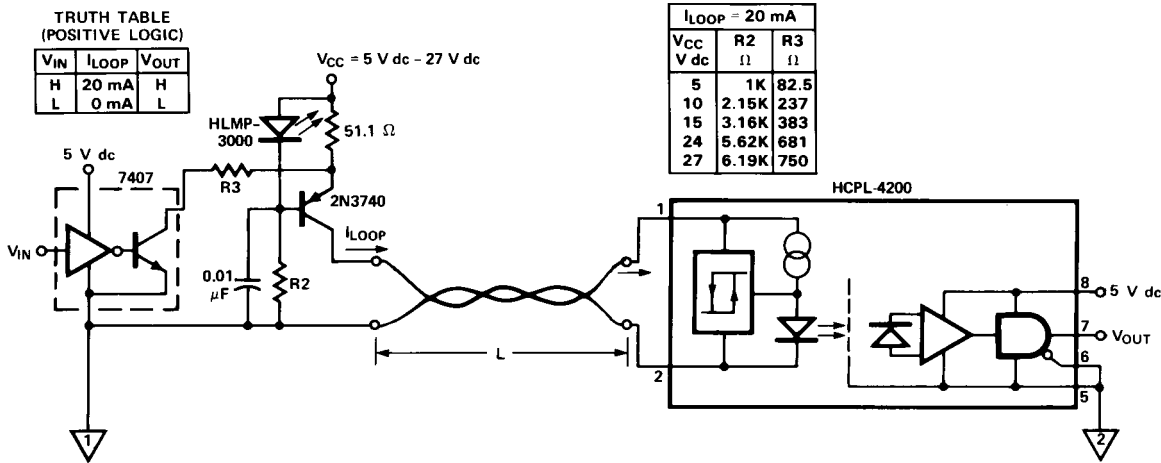 TRUTH TABLE
(POSITIVE LOGIC)
VIN ILOOP VOUT
H 20 mA H
L 0 mA L
VCC = 5 V dc – 27 V dc
HLMP-
3000
51.1 Ω
5 V dc
7407
R3
2N3740
VIN
iLOOP
0.01
μF
R2
L
1
ILOOP = 20 mA
VCC R2 R3
V dc Ω Ω
5 1K 82.5
10 2.15K 237
15 3.16K 383
24 5.62K 681
27 6.19K 750
HCPL-4200
1
2
8
5 V dc
7
VOUT
6
5
2